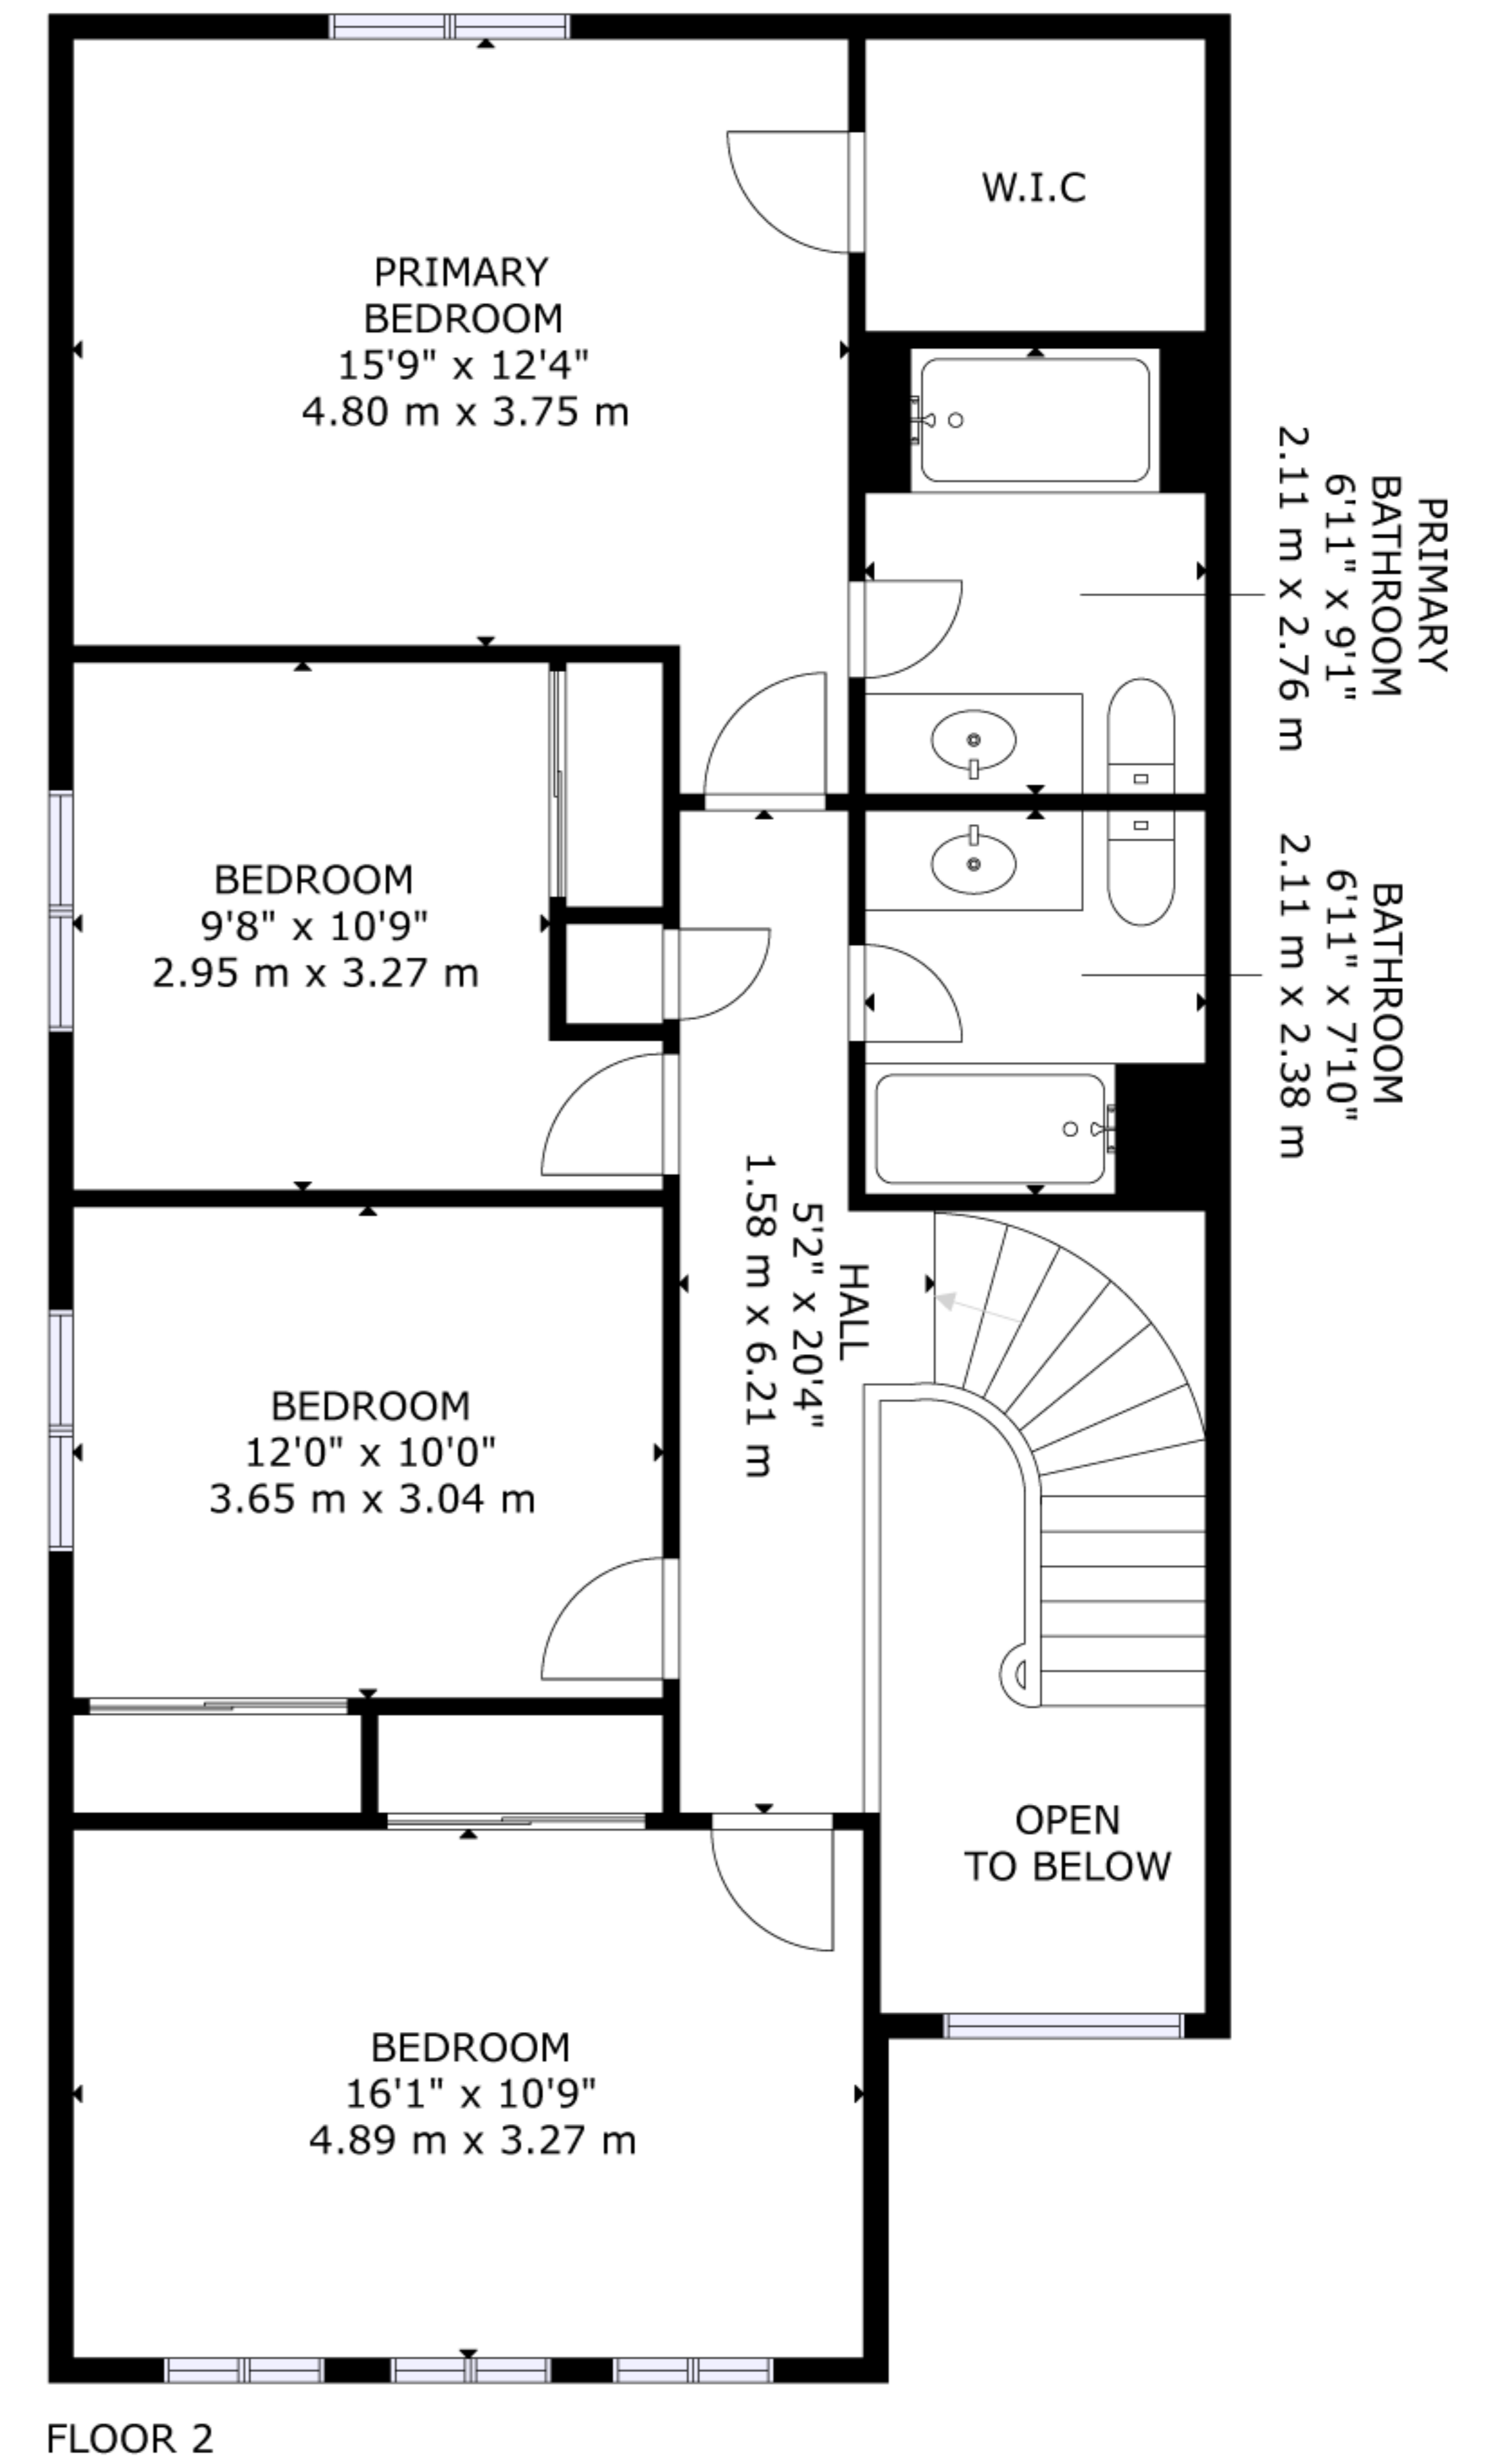 W.I.C
PRIMARY
BEDROOM
15'9" x 12'4"
4.80 m x 3.75 m
PRIMARY
BATHROOM
6'11" x 9'1"
2.11 m x 2.76 m
BEDROOM
9'8" x 10'9"
2.95 m x 3.27 m
BATHROOM
6'11" x 7'10"
2.11 m x 2.38 m
HALL
5'2" x 20'4"
1.58 m x 6.21 m
BEDROOM
12'0" x 10'0"
3.65 m x 3.04 m
OPEN
TO BELOW
BEDROOM
16'1" x 10'9"
4.89 m x 3.27 m
FLOOR 2